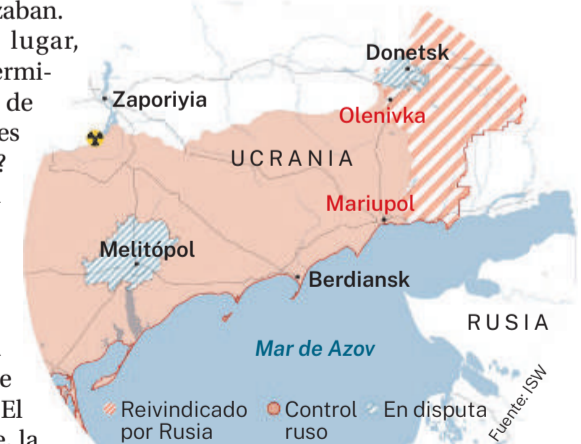 zaban.
lugar,
ermi-
de
es
?
e
El
e la
Donetsk
Zaporiyia
Olenivka
UCRANIA
Mariupol
Melitópol
Berdiansk
RUSIA
Mar de Azov
Reivindicado
por Rusia
Control
ruso
En disputa
Fuente: ISW